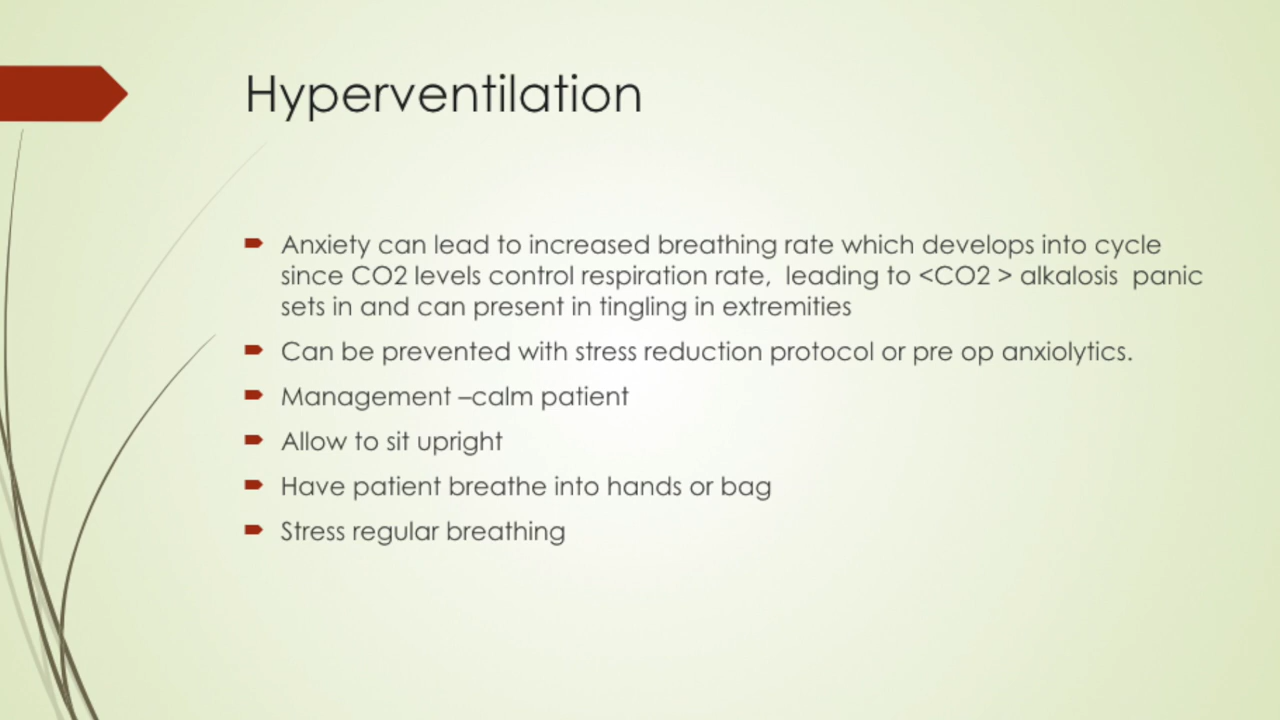 Hyperventilation
Anxiety can lead to increased breathing rate which develops into cycle
since CO2 levels control respiration rate,  leading to <CO2 > alkalosis  panic
sets in and can present in tingling in extremities
Can be prevented with stress reduction protocol or pre op anxiolytics.
Management –calm patient
Allow to sit upright
Have patient breathe into hands or bag
Stress regular breathing